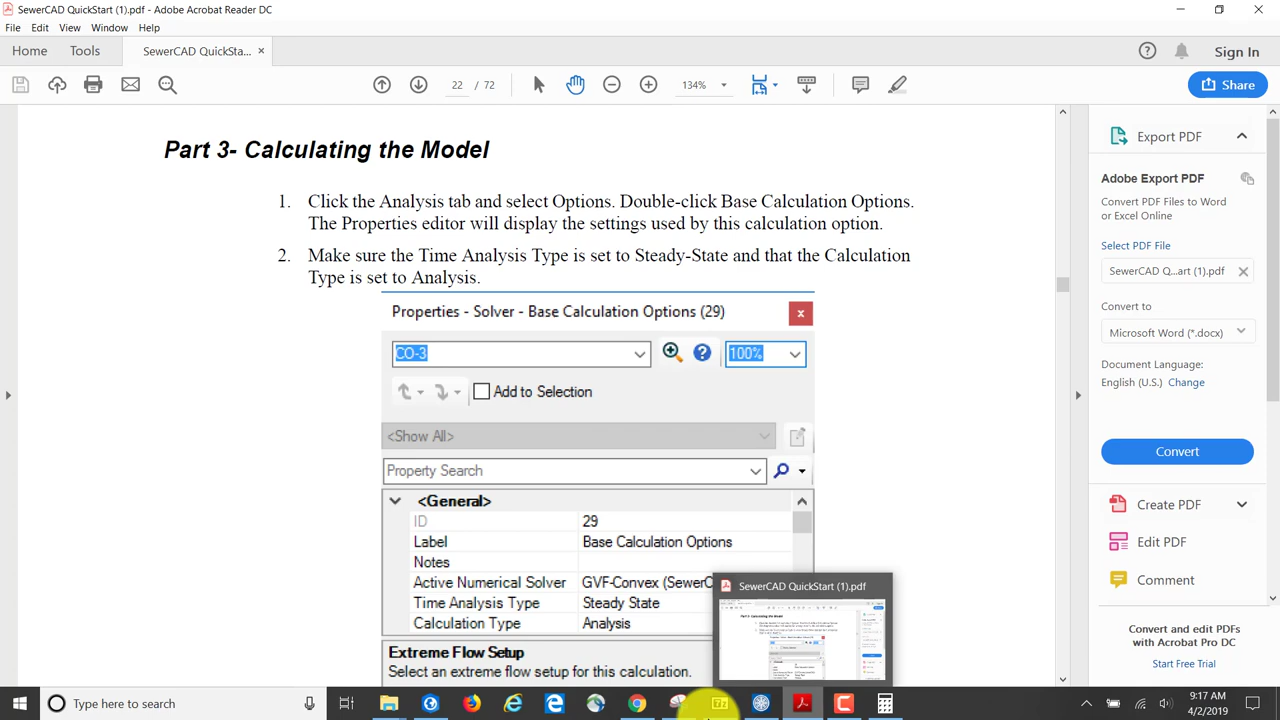 SewerCAD QuickStart (1).pdf - Adobe Acrobat Reader DC
File Edit View Window Help
Home Tools SewerCAD QuickSta... × Sign In
22 / 72 134% Share
Part 3- Calculating the Model
1. Click the Analysis tab and select Options. Double-click Base Calculation Options.
The Properties editor will display the settings used by this calculation option.
2. Make sure the Time Analysis Type is set to Steady-State and that the Calculation
Type is set to Analysis.
Properties - Solver - Base Calculation Options (29)
CO-3 100%
Add to Selection
<Show All>
Property Search
<General>
ID 29
Label Base Calculation Options
Notes
Active Numerical Solver GVF-Convex (SewerC
Time Analysis Type Steady State
Calculation Type Analysis
Extreme Flow Setup
Select an extreme flow setup for this calculation.
SewerCAD QuickStart (1).pdf
Export PDF
Adobe Export PDF
Convert PDF Files to Word
or Excel Online
Select PDF File
SewerCAD Q...art (1).pdf
Convert to
Microsoft Word (*.docx)
Document Language:
English (U.S.) Change
Convert
Create PDF
Edit PDF
Comment
Convert and edit PDFs
with Acrobat Pro DC
Start Free Trial
Type here to search
9:17 AM
4/2/2019